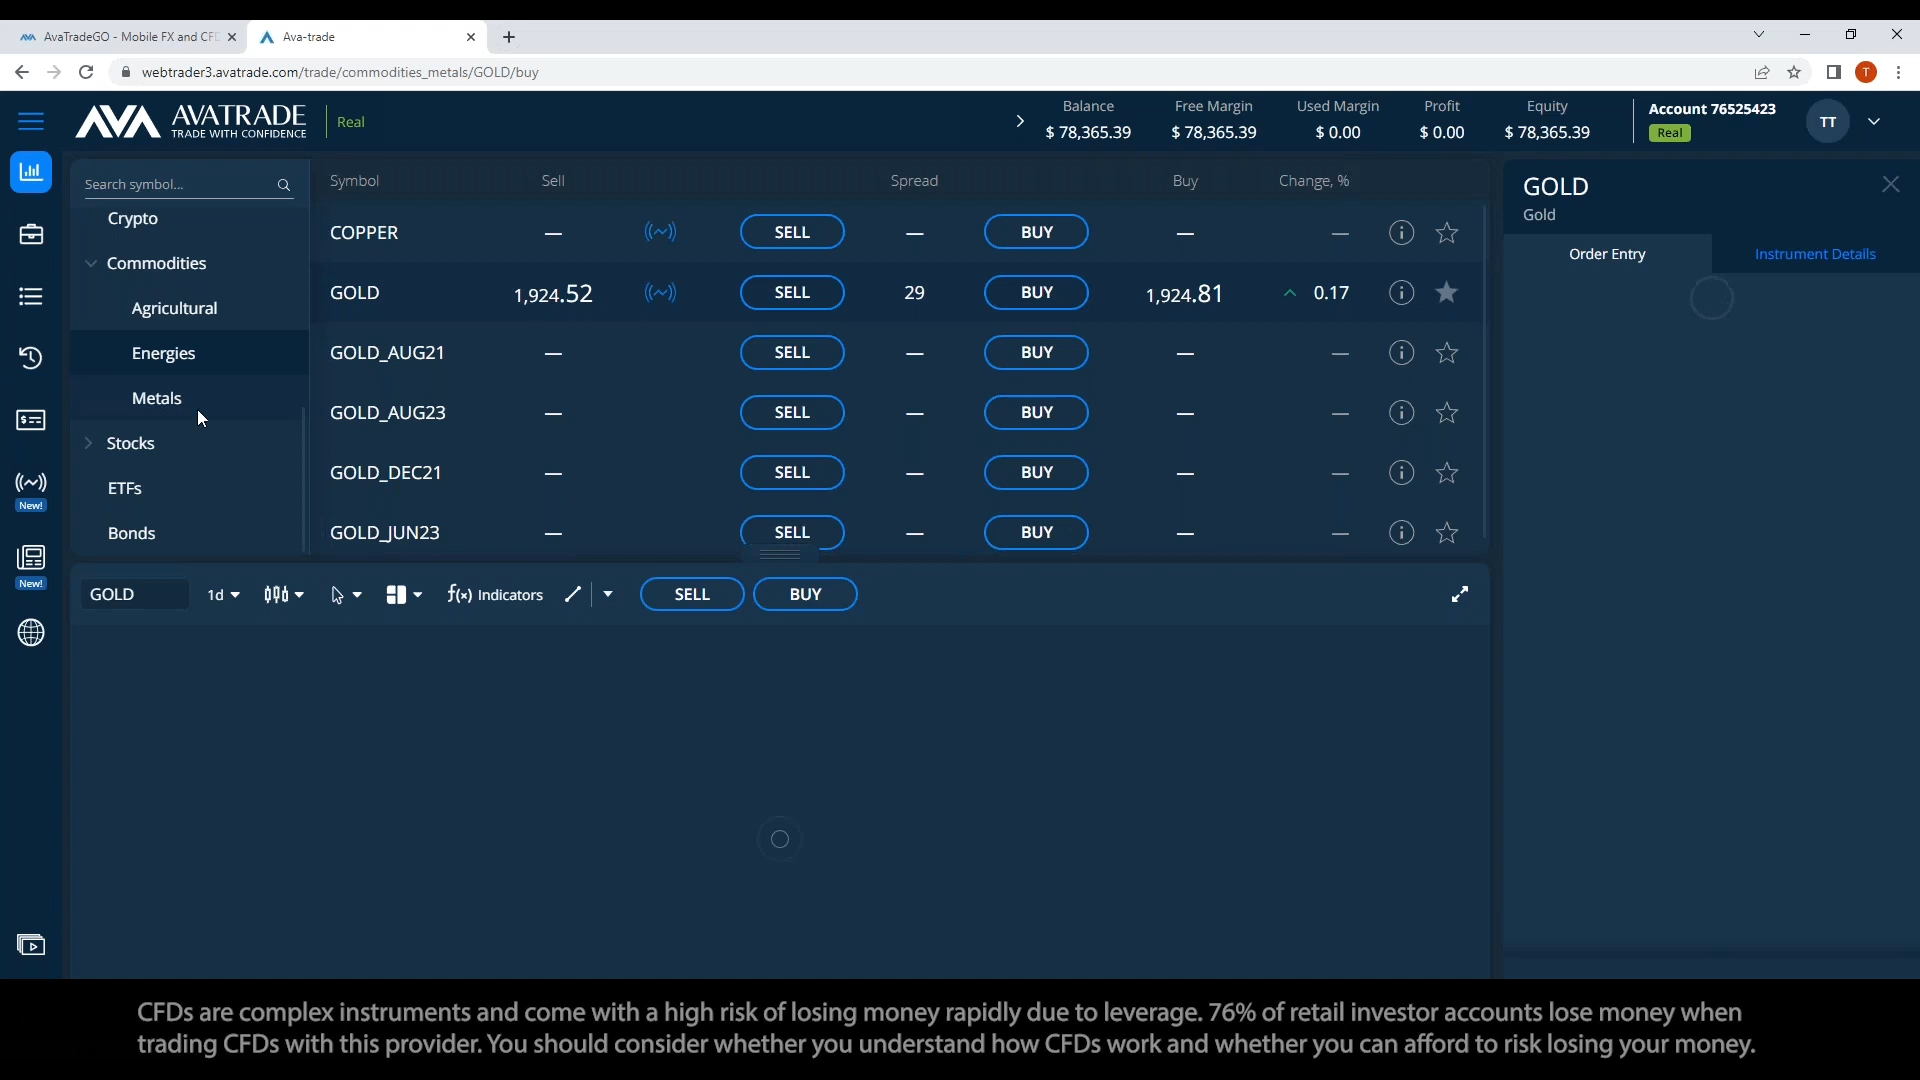 AvaTradeGO - Mobile FX and CF
Ava-trade
webtrader3.avatrade.com/trade/commodities_metals/GOLD/buy
AVA AVATRADE
TRADE WITH CONFIDENCE
Real
Balance
$ 78,365.39
Free Margin
$ 78,365.39
Used Margin
$ 0.00
Profit
$ 0.00
Equity
$ 78,365.39
Account 76525423
Real
TT
T
Search symbol...
Crypto
Commodities
Agricultural
Energies
Metals
Stocks
ETFs
Bonds
New!
New!
Symbol Sell Spread Buy Change, %
COPPER — SELL — BUY — —
GOLD 1,924.52 SELL 29 BUY 1,924.81 0.17
GOLD_AUG21 — SELL — BUY — —
GOLD_AUG23 — SELL — BUY — —
GOLD_DEC21 — SELL — BUY — —
GOLD_JUN23 — SELL — BUY — —
GOLD 1d f(x) Indicators SELL BUY
GOLD
Gold
Order Entry Instrument Details
CFDs are complex instruments and come with a high risk of losing money rapidly due to leverage. 76% of retail investor accounts lose money when
trading CFDs with this provider. You should consider whether you understand how CFDs work and whether you can afford to risk losing your money.